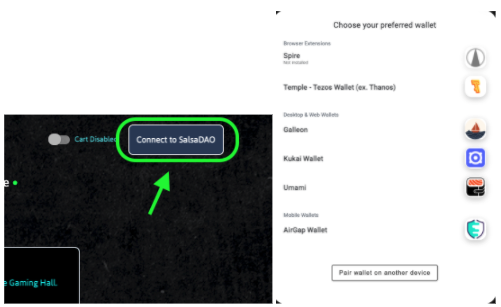 Cart Disabled
Connect to SalsaDAO
e •
e Gaming Hall.
Choose your preferred wallet
Browser Extensions
Spire
Not installed
Temple - Tezos Wallet (ex. Thanos)
Desktop & Web Wallets
Galleon
Kukai Wallet
Umami
Mobile Wallets
AirGap Wallet
Pair wallet on another device